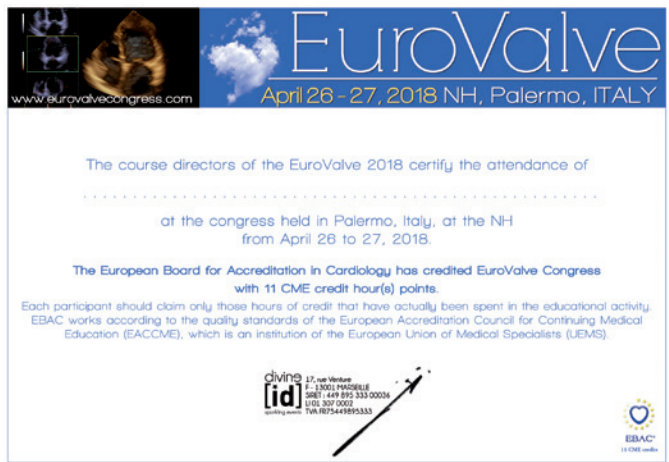 EuroValve
www.eurovalvecongress.com
April 26 - 27, 2018 NH, Palermo, ITALY
The course directors of the EuroValve 2018 certify the attendance of
at the congress held in Palermo, Italy, at the NH
from April 26 to 27, 2018.
The European Board for Accreditation in Cardiology has credited EuroValve Congress
with 11 CME credit hour(s) points.
Each participant should claim only those hours of credit that have actually been spent in the educational activity.
EBAC works according to the quality standards of the European Accreditation Council for Continuing Medical
Education (EACCME), which is an institution of the European Union of Medical Specialists (UEMS).
divine
[id]
sparkling events
17, rue Venture
F - 13001 MARSEILLE
SIRET : 449 895 333 00036
LI 01 307 0002
TVA FR75449895333
EBAC®
11 CME credits